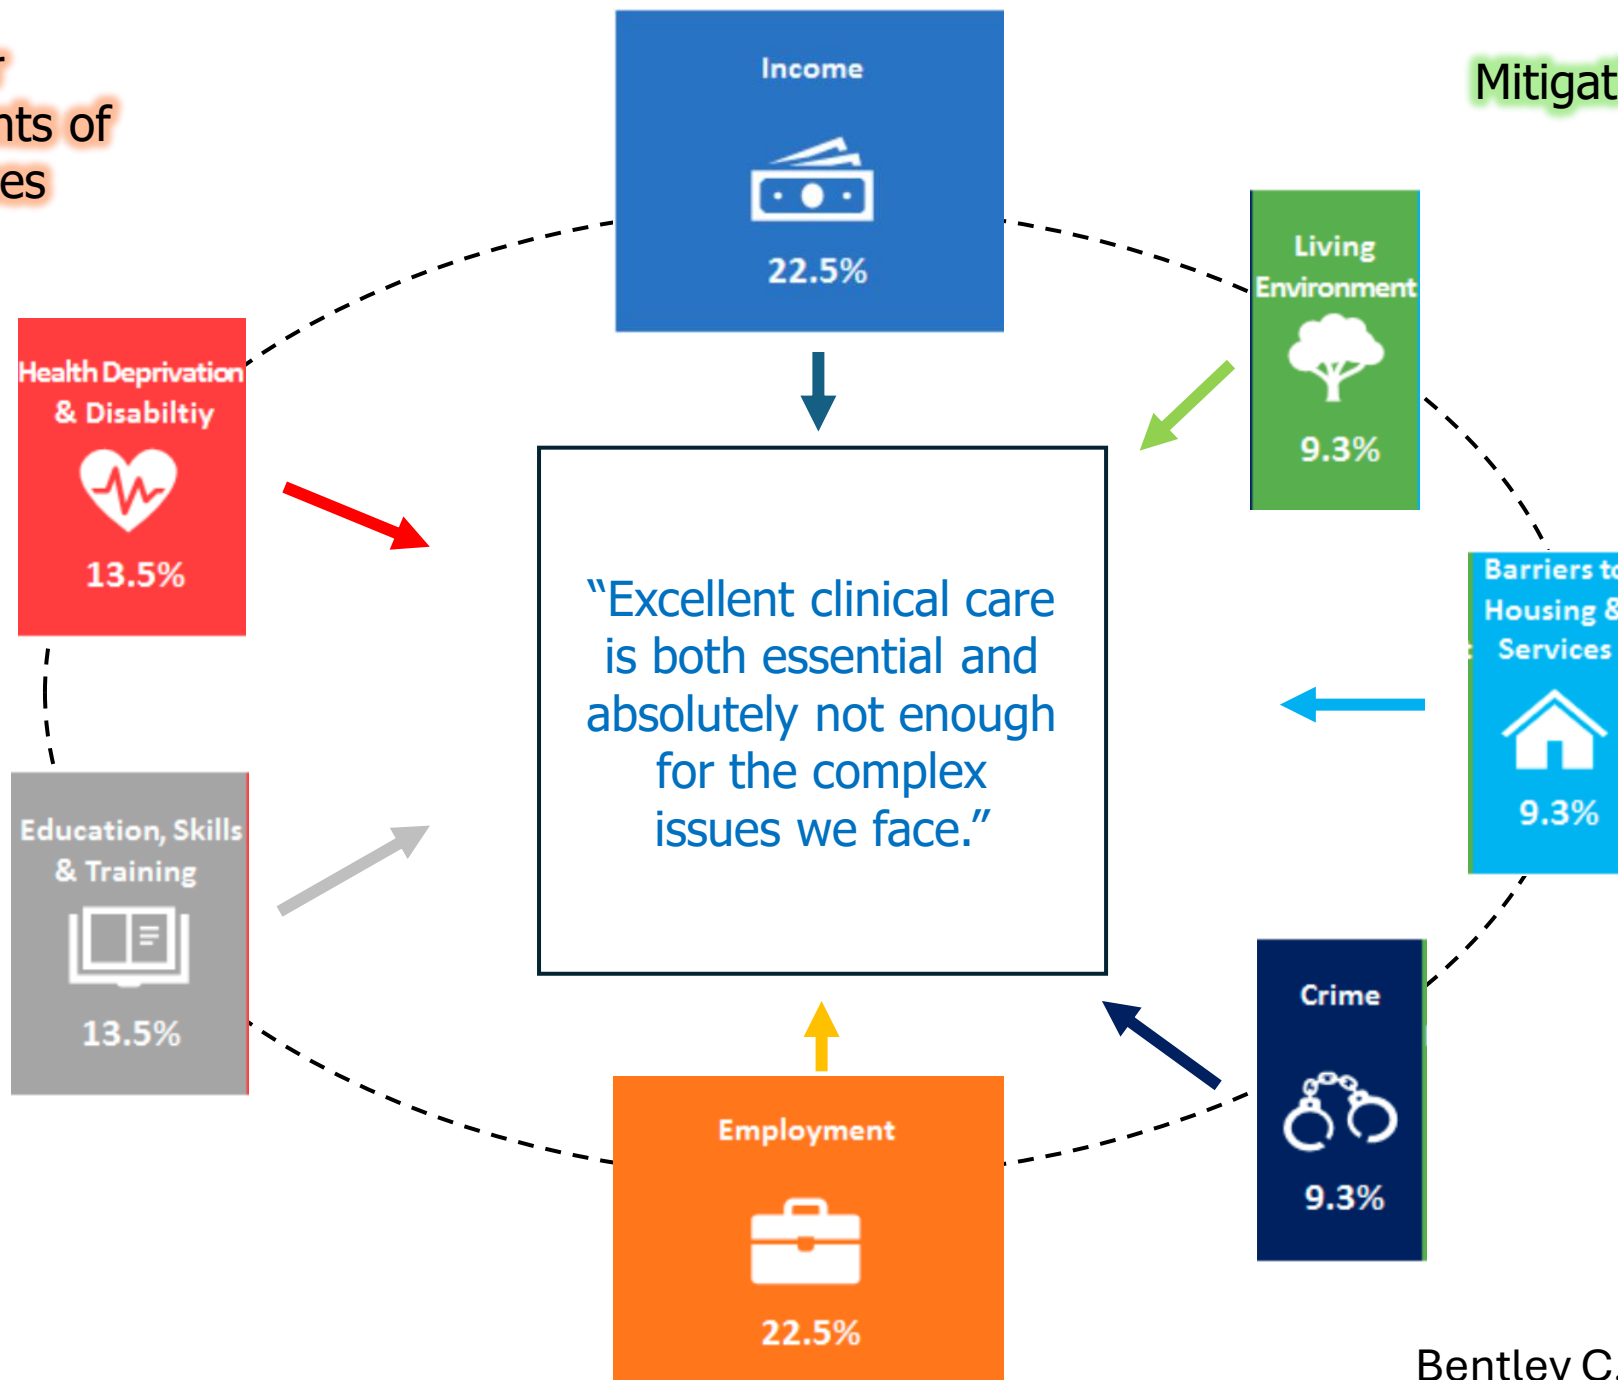 nts of
es
Mitigat
Income
22.5%
Living
Environment
9.3%
Health Deprivation
& Disabiltiy
13.5%
Barriers to
Housing &
Services
9.3%
“Excellent clinical care
is both essential and
absolutely not enough
for the complex
issues we face.”
Education, Skills
& Training
13.5%
Crime
9.3%
Employment
22.5%
Bentley C.